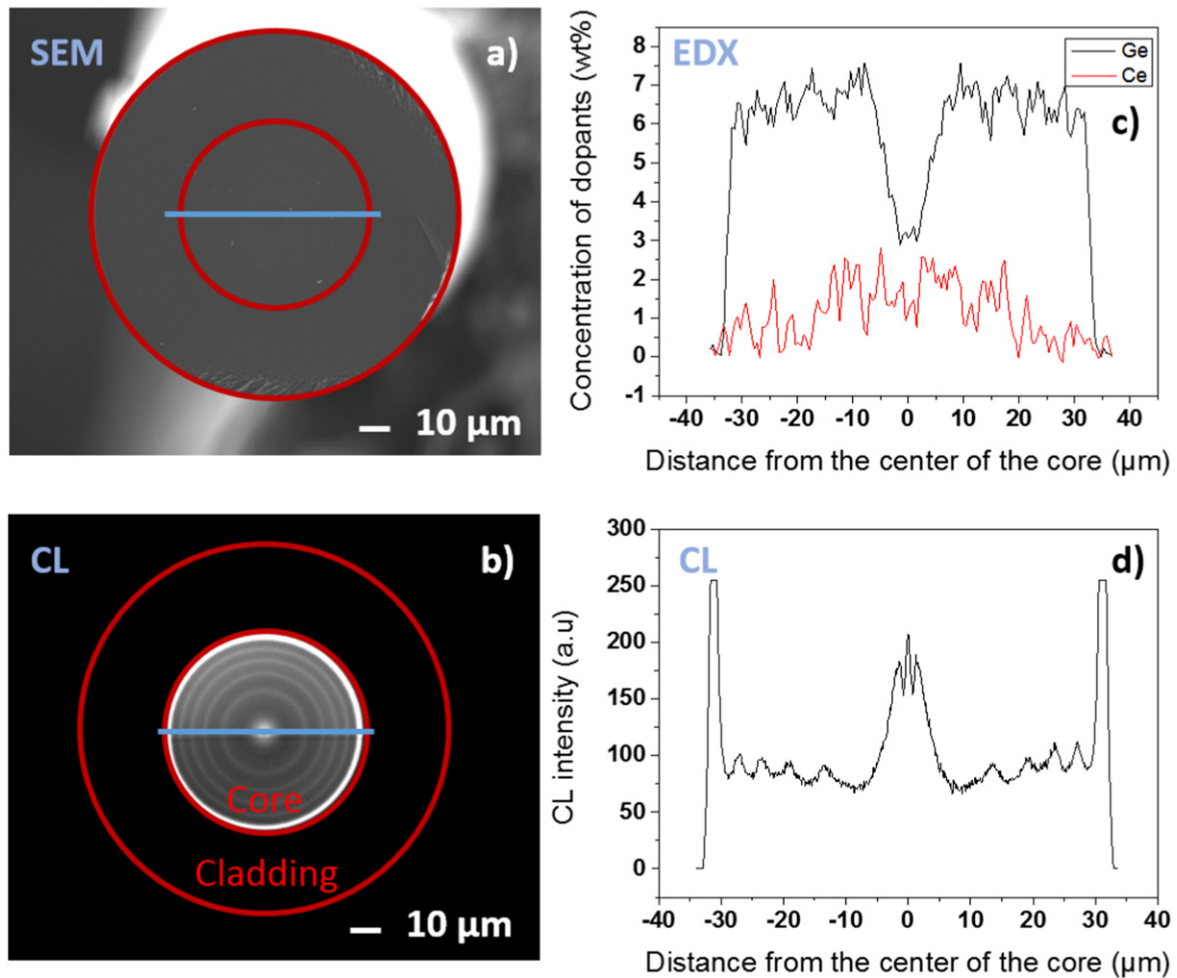 SEM
a)
10 µm
EDX
Ge
Ce
c)
Concentration of dopants (wt%)
8
7
6
5
4
3
2
1
0
-1
-40 -30 -20 -10 0 10 20 30 40
Distance from the center of the core (µm)
CL
b)
Core
Cladding
10 µm
CL
d)
CL intensity (a.u)
300
250
200
150
100
50
0
-40 -30 -20 -10 0 10 20 30 40
Distance from the center of the core (µm)